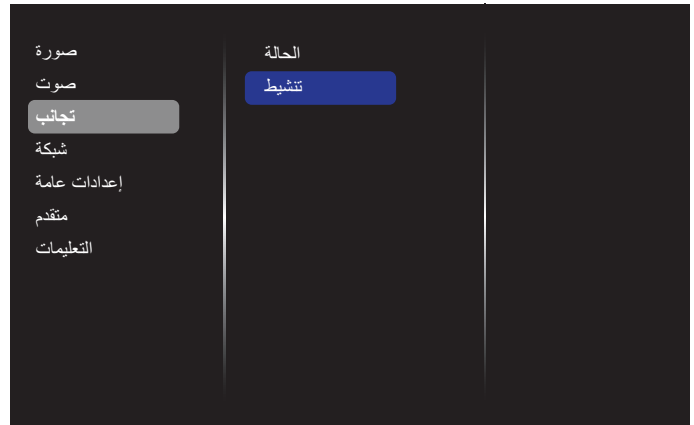 صورة
صوت
تجانب
شبكة
إعدادات عامة
متقدم
التعليمات
الحالة
تنشيط